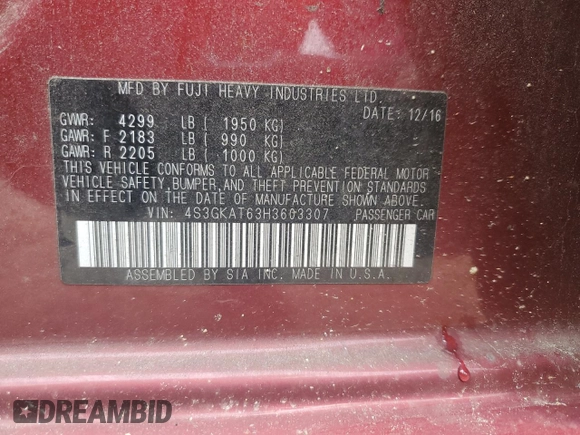 MFD BY FUJI HEAVY INDUSTRIES LTD.
DATE: 12/16
GVWR: 4299 LB ( 1950 KG)
GAWR: F 2183 LB ( 990 KG)
GAWR: R 2205 LB ( 1000 KG)
THIS VEHICLE CONFORMS TO ALL APPLICABLE FEDERAL MOTOR
VEHICLE SAFETY, BUMPER, AND THEFT PREVENTION STANDARDS
IN EFFECT ON THE DATE OF MANUFACTURE SHOWN ABOVE.
VIN: 4S3GKAT63H3603307 PASSENGER CAR
ASSEMBLED BY SIA INC. MADE IN U.S.A.
DREAMBID